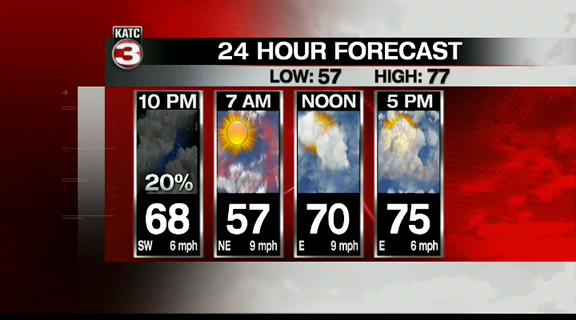 KATC
3
24 HOUR FORECAST
LOW: 57 HIGH: 77
10 PM 7 AM NOON 5 PM
20%
68 57 70 75
SW 6 mph NE 9 mph E 9 mph E 6 mph